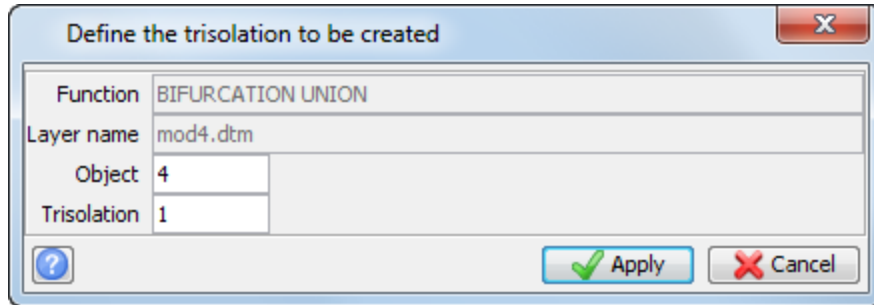 Define the trisolation to be created
Function BIFURCATION UNION
Layer name mod4.dtm
Object 4
Trisolation 1
? Apply Cancel